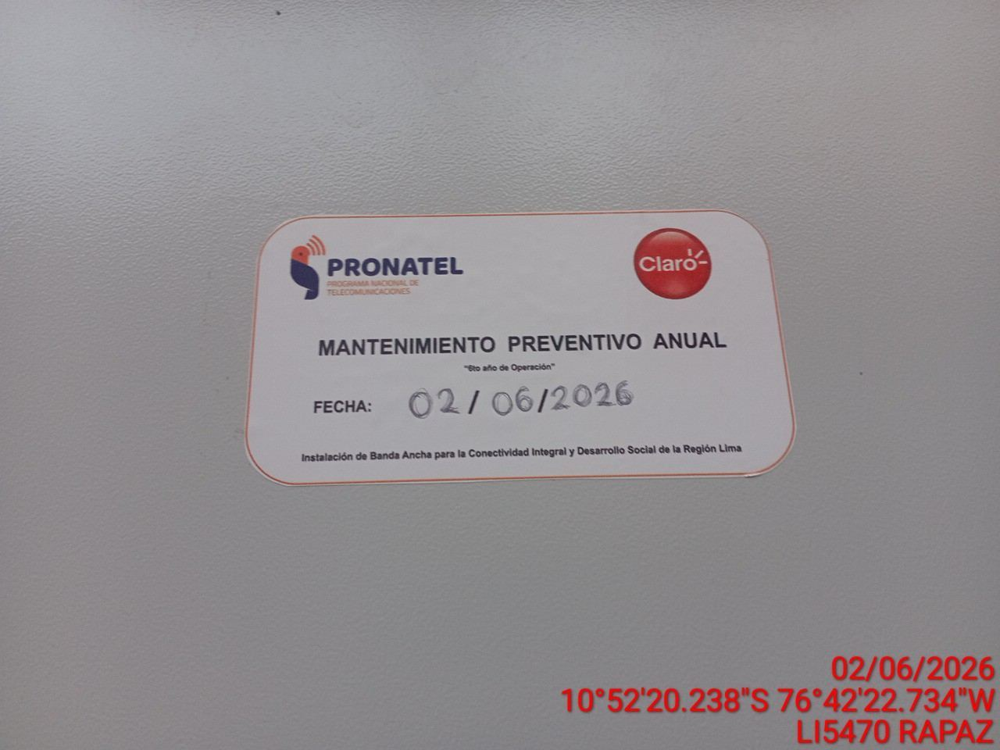 PRONATEL
PROGRAMA NACIONAL DE
TELECOMUNICACIONES
Claro
MANTENIMIENTO PREVENTIVO ANUAL
"6to año de Operación"
FECHA: 02/06/2026
Instalación de Banda Ancha para la Conectividad Integral y Desarrollo Social de la Región Lima
02/06/2026
10°52'20.238"S 76°42'22.734"W
LI5470 RAPAZ